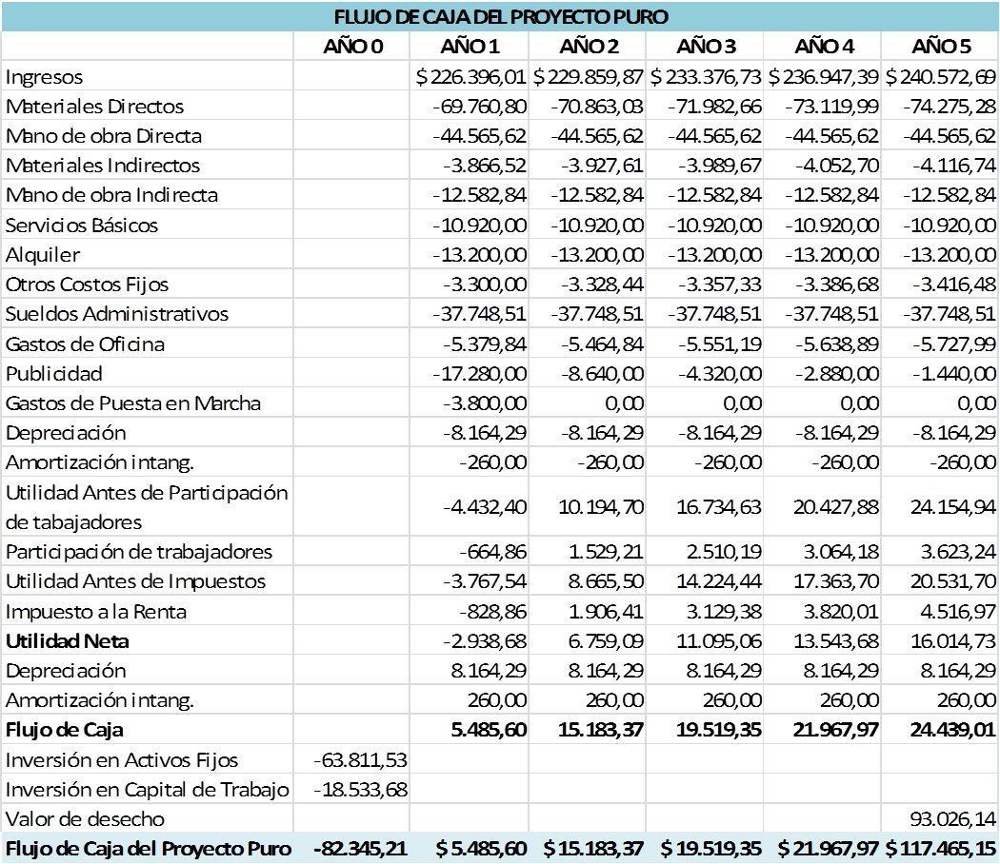 FLUJO DE CAJA DEL PROYECTO PURO
AÑO 0 AÑO 1 AÑO 2 AÑO 3 AÑO 4 AÑO 5
Ingresos $ 226.396,01 $ 229.859,87 $ 233.376,73 $ 236.947,39 $ 240.572,69
Materiales Directos -69.760,80 -70.863,03 -71.982,66 -73.119,99 -74.275,28
Mano de obra Directa -44.565,62 -44.565,62 -44.565,62 -44.565,62 -44.565,62
Materiales Indirectos -3.866,52 -3.927,61 -3.989,67 -4.052,70 -4.116,74
Mano de obra Indirecta -12.582,84 -12.582,84 -12.582,84 -12.582,84 -12.582,84
Servicios Básicos -10.920,00 -10.920,00 -10.920,00 -10.920,00 -10.920,00
Alquiler -13.200,00 -13.200,00 -13.200,00 -13.200,00 -13.200,00
Otros Costos Fijos -3.300,00 -3.328,44 -3.357,33 -3.386,68 -3.416,48
Sueldos Administrativos -37.748,51 -37.748,51 -37.748,51 -37.748,51 -37.748,51
Gastos de Oficina -5.379,84 -5.464,84 -5.551,19 -5.638,89 -5.727,99
Publicidad -17.280,00 -8.640,00 -4.320,00 -2.880,00 -1.440,00
Gastos de Puesta en Marcha -3.800,00 0,00 0,00 0,00 0,00
Depreciación -8.164,29 -8.164,29 -8.164,29 -8.164,29 -8.164,29
Amortización intang. -260,00 -260,00 -260,00 -260,00 -260,00
Utilidad Antes de Participación
de tabajadores -4.432,40 10.194,70 16.734,63 20.427,88 24.154,94
Participación de trabajadores -664,86 1.529,21 2.510,19 3.064,18 3.623,24
Utilidad Antes de Impuestos -3.767,54 8.665,50 14.224,44 17.363,70 20.531,70
Impuesto a la Renta -828,86 1.906,41 3.129,38 3.820,01 4.516,97
Utilidad Neta -2.938,68 6.759,09 11.095,06 13.543,68 16.014,73
Depreciación 8.164,29 8.164,29 8.164,29 8.164,29 8.164,29
Amortización intang. 260,00 260,00 260,00 260,00 260,00
Flujo de Caja 5.485,60 15.183,37 19.519,35 21.967,97 24.439,01
Inversión en Activos Fijos -63.811,53
Inversión en Capital de Trabajo -18.533,68
Valor de desecho 93.026,14
Flujo de Caja del Proyecto Puro -82.345,21 $ 5.485,60 $ 15.183,37 $ 19.519,35 $ 21.967,97 $ 117.465,15